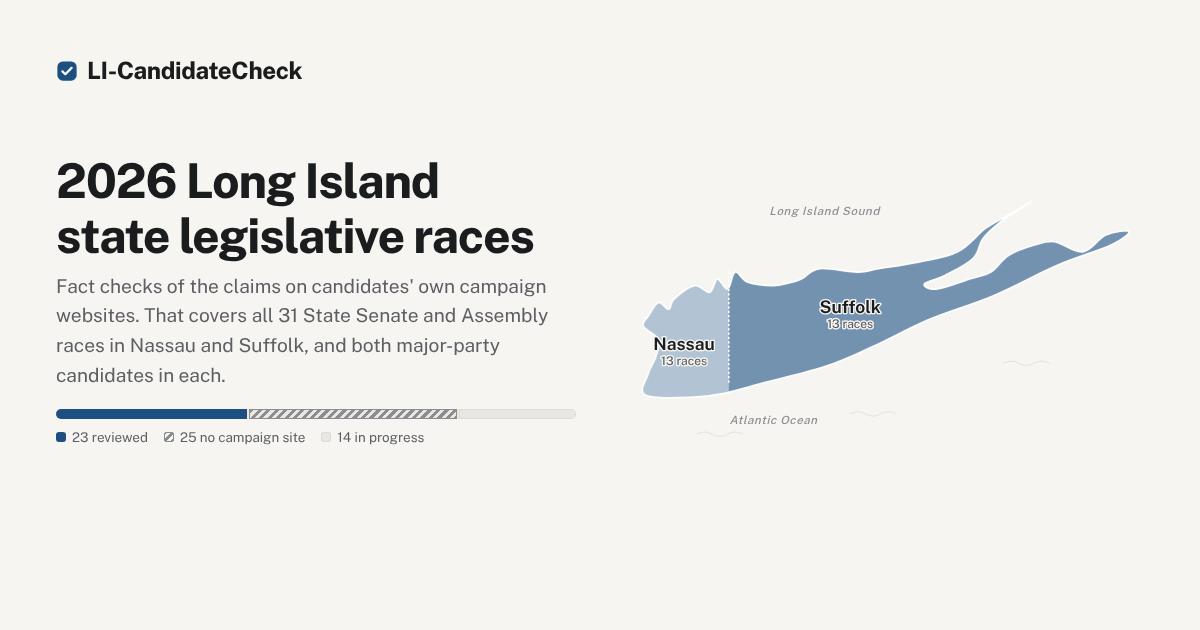 LI-CandidateCheck
2026 Long Island
state legislative races
Fact checks of the claims on candidates' own campaign
websites. That covers all 31 State Senate and Assembly
races in Nassau and Suffolk, and both major-party
candidates in each.
23 reviewed
25 no campaign site
14 in progress
Long Island Sound
Suffolk
13 races
Nassau
13 races
Atlantic Ocean